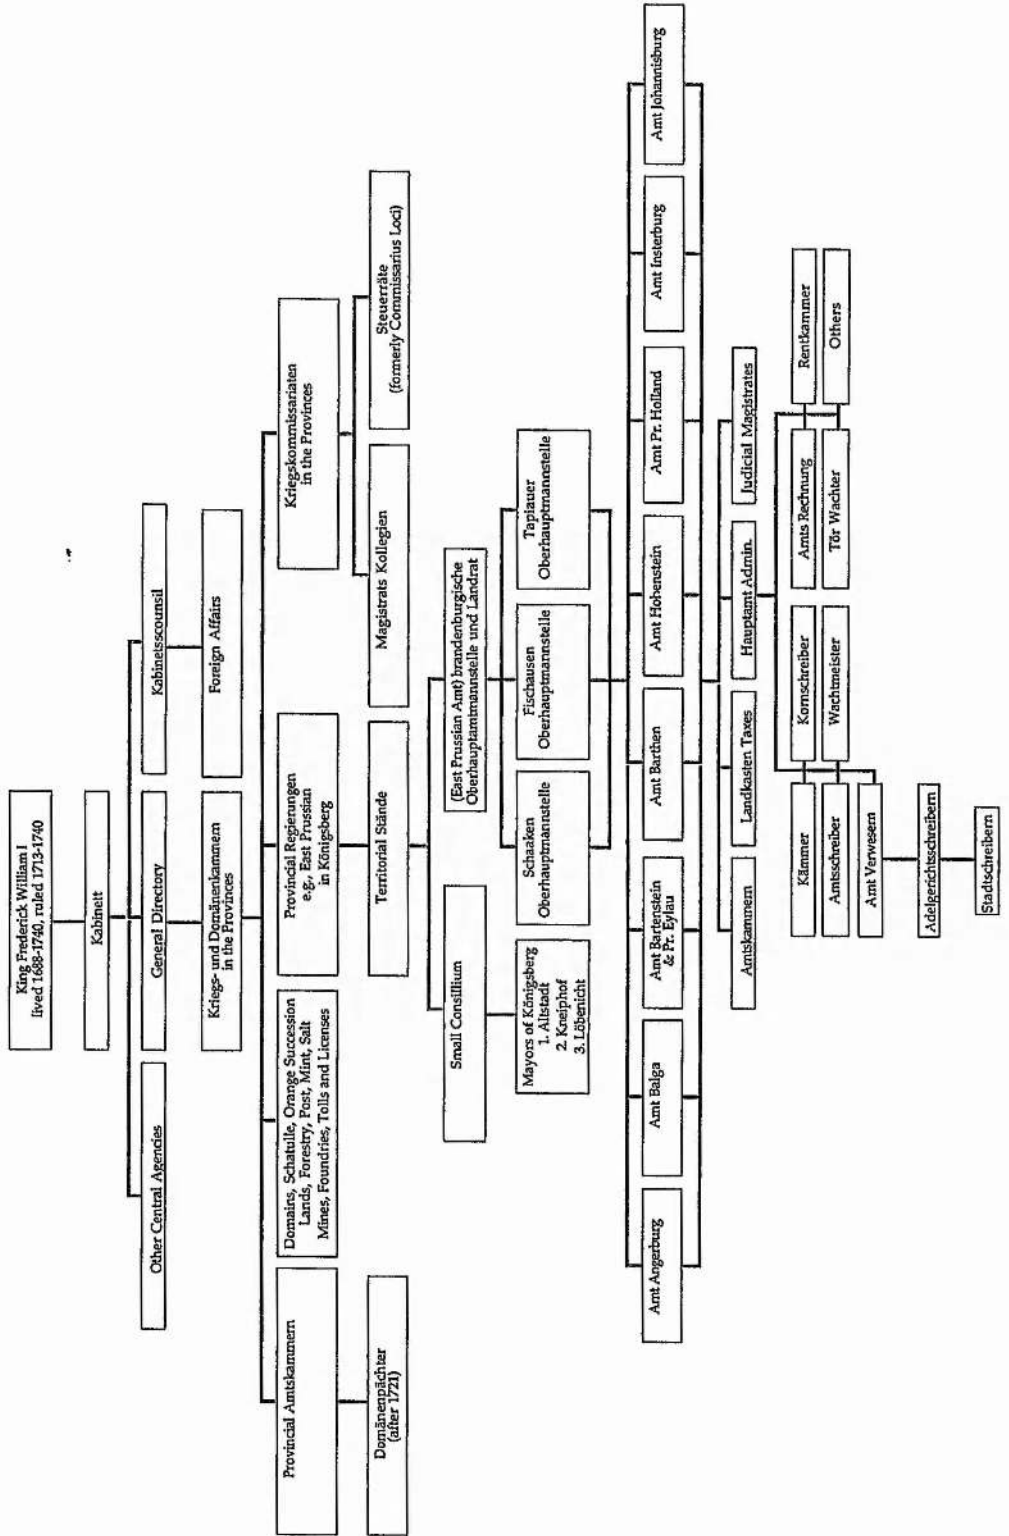 King Frederick William I
lived 1688-1740, ruled 1713-1740
Kabinett
Other Central Agencies
General Directory
Kabinetsscounsil
Kriegs- und Domänenkammern
in the Provinces
Foreign Affairs
Provincial Amtskammern
Domains, Schatulle, Orange Succession
Lands, Forestry, Post, Mint, Salt
Mines, Foundries, Tolls and Licenses
Provincial Regierungen
e.g., East Prussian
in Königsberg
Kriegskommissariaten
in the Provinces
Domänenpächter
(after 1721)
Territorial Stände
Magistrats Kollegien
Steuerräte
(formerly Commissarius Loci)
Small Consillium
(East Prussian Amt) brandenburgische
Oberhauptamtmannstelle und Landrat
Mayors of Königsberg
1. Altstadt
2. Kneiphof
3. Löbenicht
Schaaken
Oberhauptmannstelle
Fischausen
Oberhauptmannstelle
Tapiauer
Oberhauptmannstelle
Amt Angerburg
Amt Balga
Amt Bartenstein
& Pr. Eylau
Amt Barthen
Amt Hohenstein
Amt Pr. Holland
Amt Insterburg
Amt Johannisburg
Amtskammern
Landkasten Taxes
Hauptamt Admin.
Judicial Magistrates
Kämmer
Kornschreiber
Amts Rechnung
Rentkammer
Amtsschreiber
Wachtmeister
Tör Wachter
Others
Amt Verwesern
Adelgerichtsschreibern
Stadtschreibern